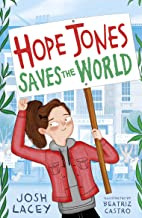 HOPE JONES
SAVES THE WORLD
JOSH
LACEY
ILLUSTRATED BY
BEATRIZ
CASTRO